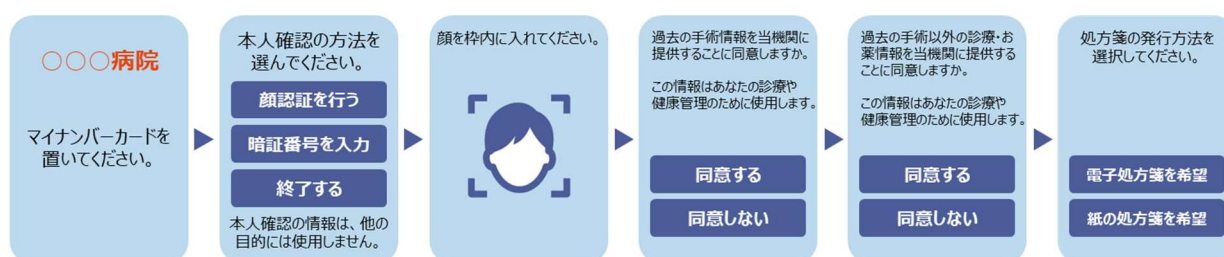 ○○○病院
マイナンバーカードを
置いてください。
本人確認の方法を
選んでください。
顔認証を行う
暗証番号を入力
終了する
本人確認の情報は、他の
目的には使用しません。
顔を枠内に入れてください。
過去の手術情報を当機関に
提供することに同意しますか。
この情報はあなたの診療や
健康管理のために使用します。
同意する
同意しない
過去の手術以外の診療・お
薬情報を当機関に提供する
ことに同意しますか。
この情報はあなたの診療や
健康管理のために使用します。
同意する
同意しない
処方箋の発行方法を
選択してください。
電子処方箋を希望
紙の処方箋を希望